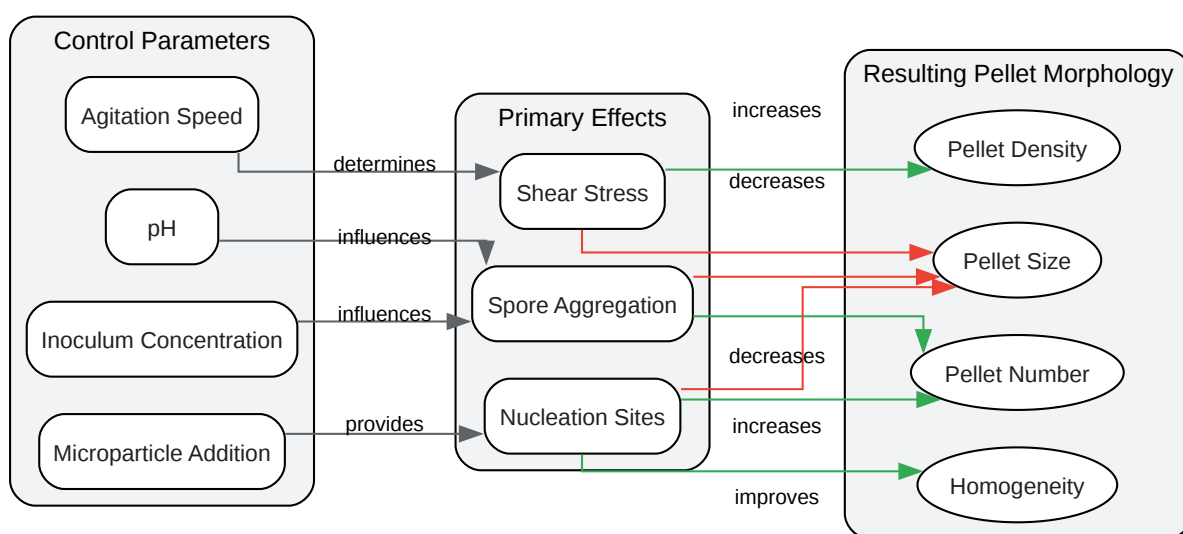 Control Parameters
Agitation Speed
pH
Inoculum Concentration
Microparticle Addition
determines
influences
influences
provides
Primary Effects
Shear Stress
Spore Aggregation
Nucleation Sites
increases
decreases
decreases
increases
improves
Resulting Pellet Morphology
Pellet Density
Pellet Size
Pellet Number
Homogeneity